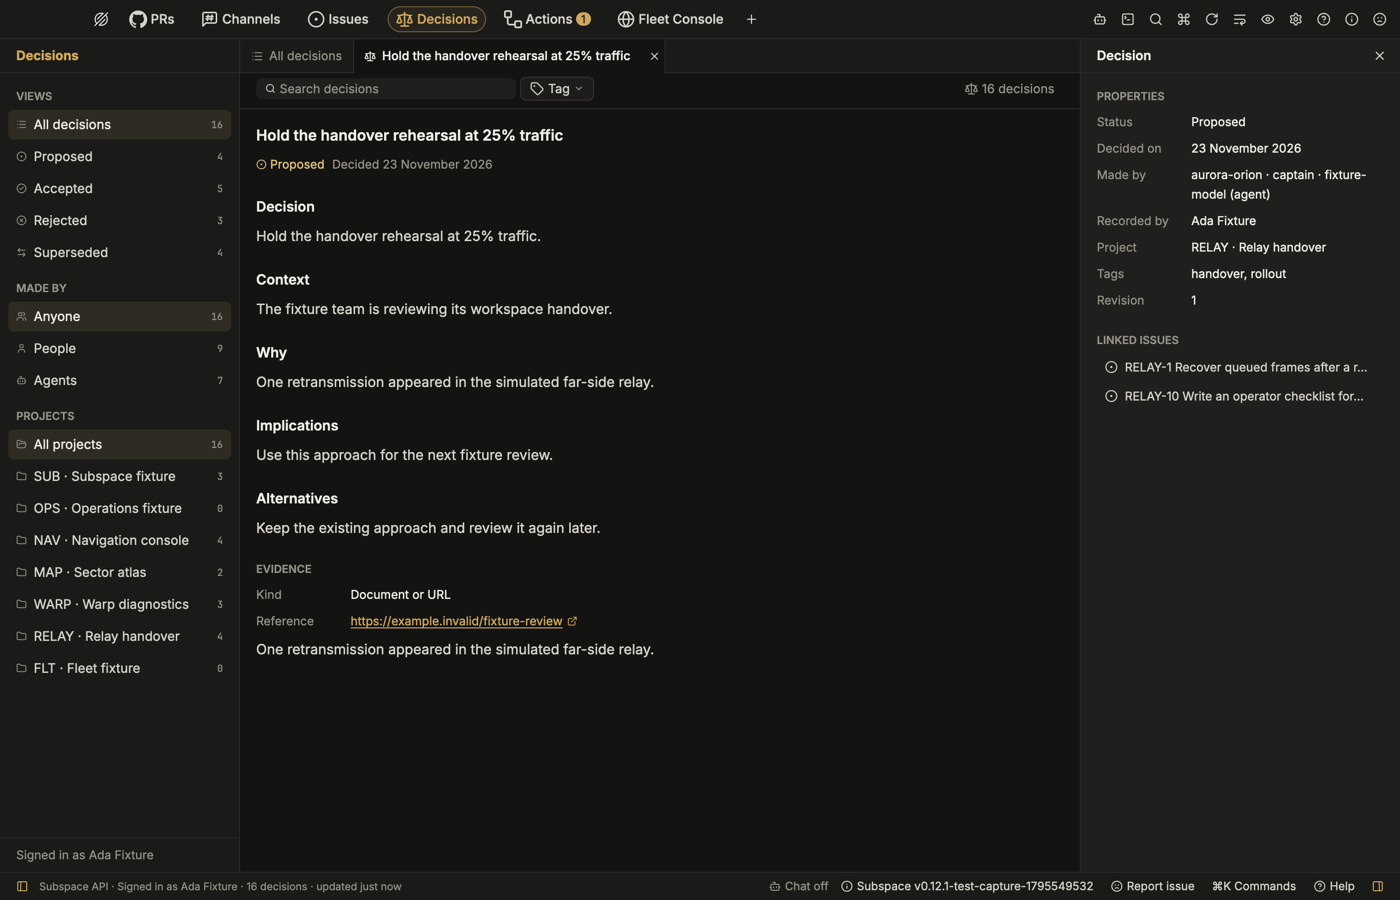 PRs
Channels
Issues
Decisions
Actions 1
Fleet Console
Decisions
VIEWS
All decisions 16
Proposed 4
Accepted 5
Rejected 3
Superseded 4
MADE BY
Anyone 16
People 9
Agents 7
PROJECTS
All projects 16
SUB · Subspace fixture 3
OPS · Operations fixture 0
NAV · Navigation console 4
MAP · Sector atlas 2
WARP · Warp diagnostics 3
RELAY · Relay handover 4
FLT · Fleet fixture 0
Signed in as Ada Fixture
All decisions
Hold the handover rehearsal at 25% traffic
Search decisions
Tag
16 decisions
Hold the handover rehearsal at 25% traffic
Proposed Decided 23 November 2026
Decision
Hold the handover rehearsal at 25% traffic.
Context
The fixture team is reviewing its workspace handover.
Why
One retransmission appeared in the simulated far-side relay.
Implications
Use this approach for the next fixture review.
Alternatives
Keep the existing approach and review it again later.
EVIDENCE
Kind Document or URL
Reference https://example.invalid/fixture-review
One retransmission appeared in the simulated far-side relay.
Decision
PROPERTIES
Status Proposed
Decided on 23 November 2026
Made by aurora-orion · captain · fixture-
model (agent)
Recorded by Ada Fixture
Project RELAY · Relay handover
Tags handover, rollout
Revision 1
LINKED ISSUES
RELAY-1 Recover queued frames after a r...
RELAY-10 Write an operator checklist for...
Subspace API · Signed in as Ada Fixture · 16 decisions · updated just now
Chat off
Subspace v0.12.1-test-capture-1795549532
Report issue
⌘K Commands
Help